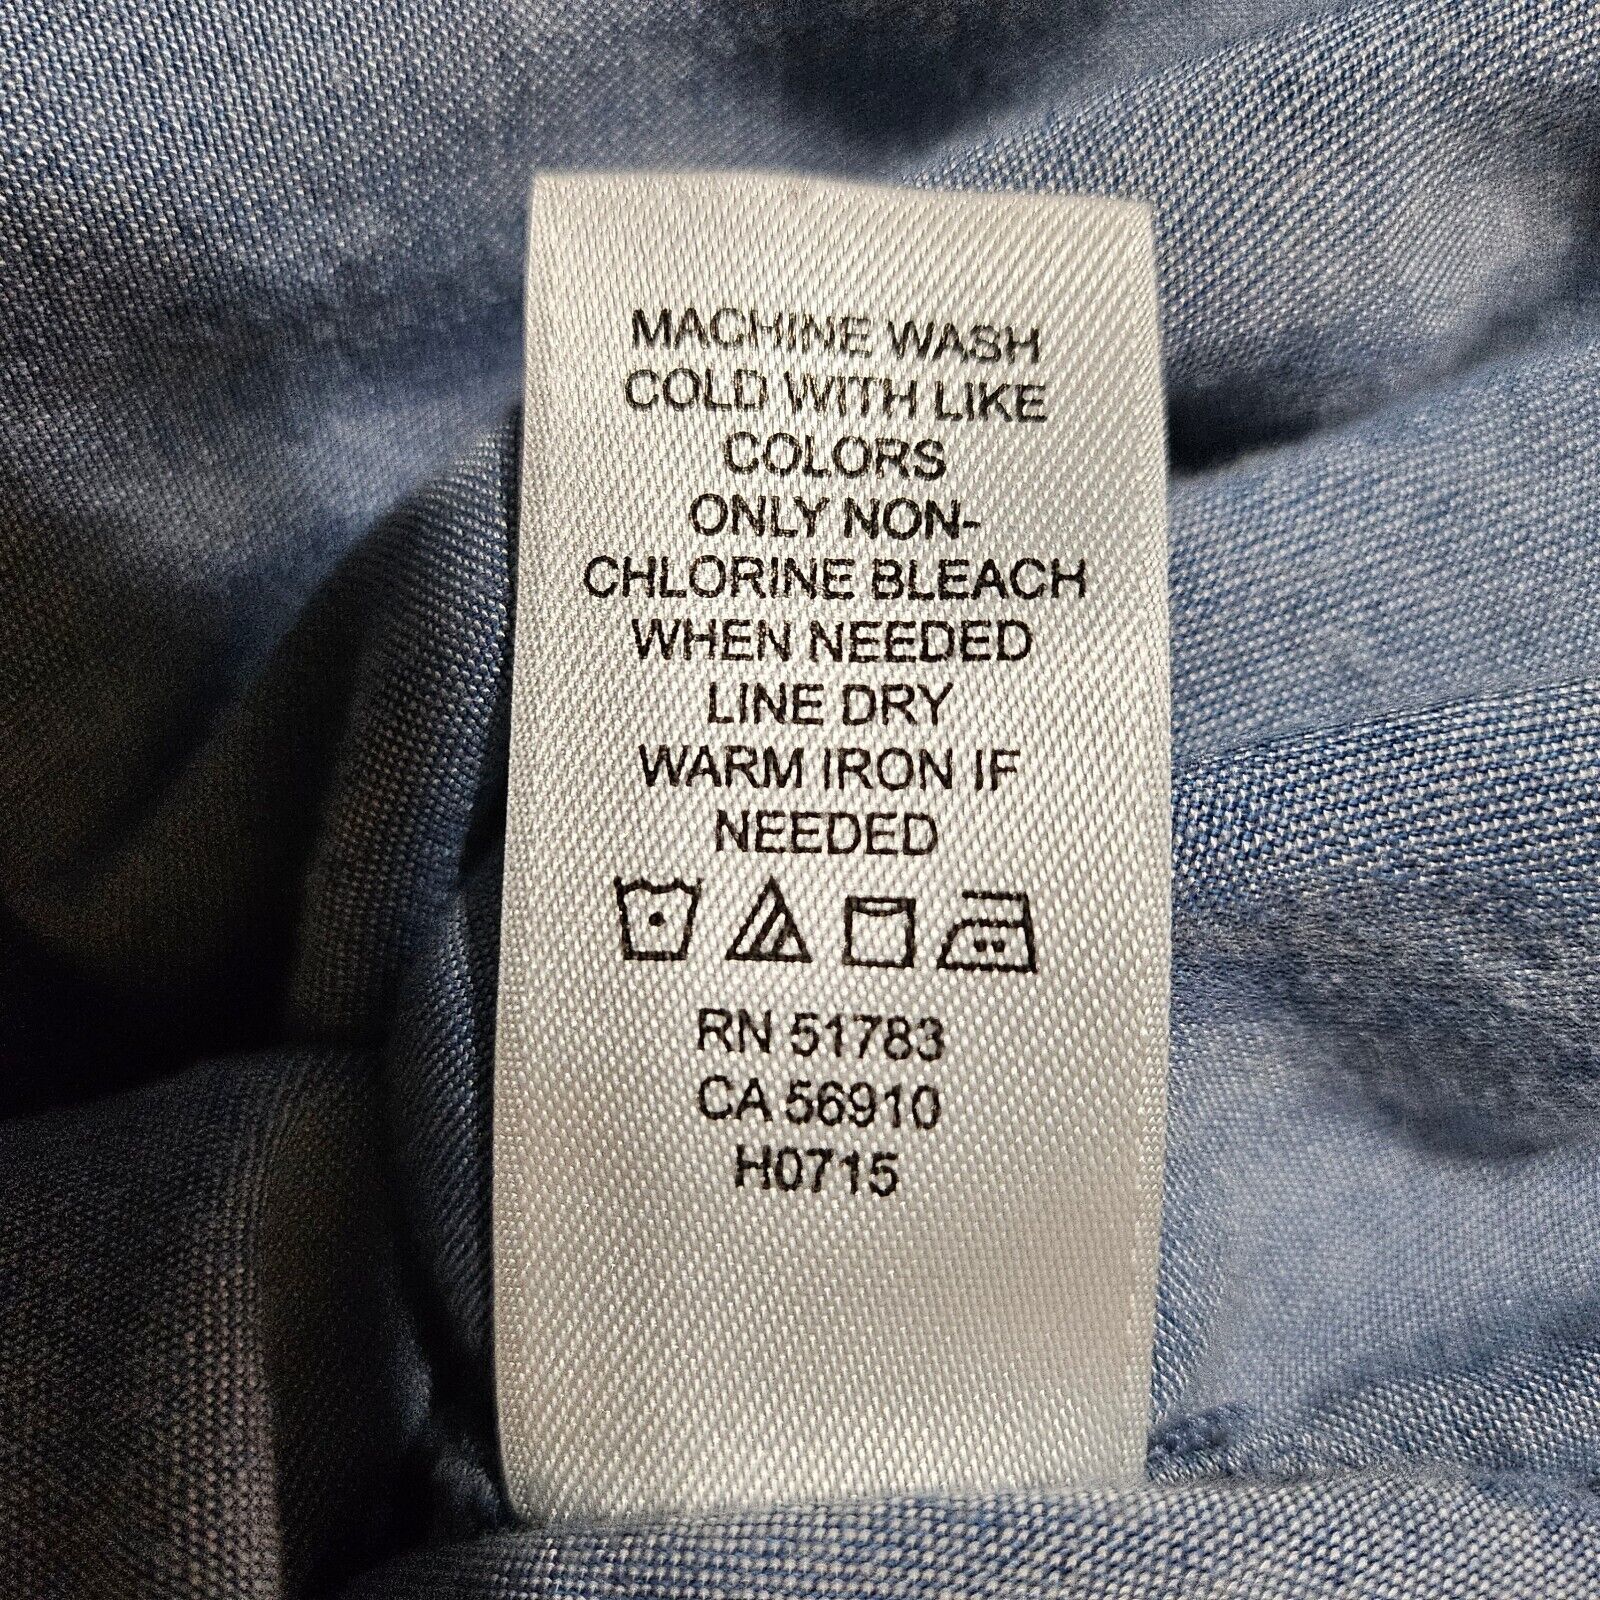 MACHINE WASH
COLD WITH LIKE
COLORS
ONLY NON-
CHLORINE BLEACH
WHEN NEEDED
LINE DRY
WARM IRON IF
NEEDED
RN 51783
CA 56910
H0715